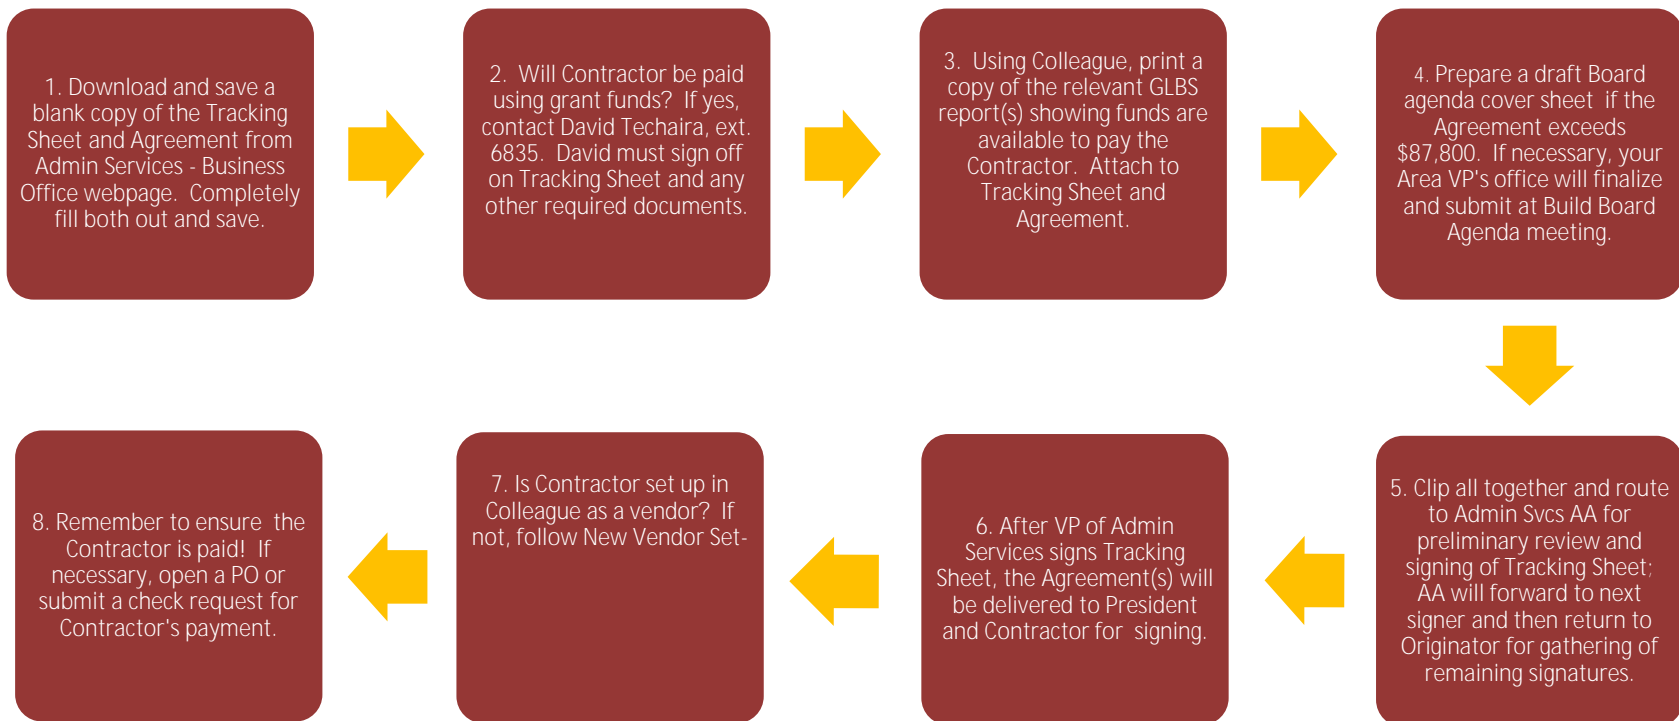 1. Download and save a
blank copy of the Tracking
Sheet and Agreement from
Admin Services - Business
Office webpage. Completely
fill both out and save.
2. Will Contractor be paid
using grant funds? If yes,
contact David Techaira, ext.
6835. David must sign off
on Tracking Sheet and any
other required documents.
3. Using Colleague, print a
copy of the relevant GLBS
report(s) showing funds are
available to pay the
Contractor. Attach to
Tracking Sheet and
Agreement.
4. Prepare a draft Board
agenda cover sheet if the
Agreement exceeds
$87,800. If necessary, your
Area VP's office will finalize
and submit at Build Board
Agenda meeting.
5. Clip all together and route
to Admin Svcs AA for
preliminary review and
signing of Tracking Sheet;
AA will forward to next
signer and then return to
Originator for gathering of
remaining signatures.
6. After VP of Admin
Services signs Tracking
Sheet, the Agreement(s) will
be delivered to President
and Contractor for signing.
7. Is Contractor set up in
Colleague as a vendor? If
not, follow New Vendor Set-
8. Remember to ensure the
Contractor is paid! If
necessary, open a PO or
submit a check request for
Contractor's payment.